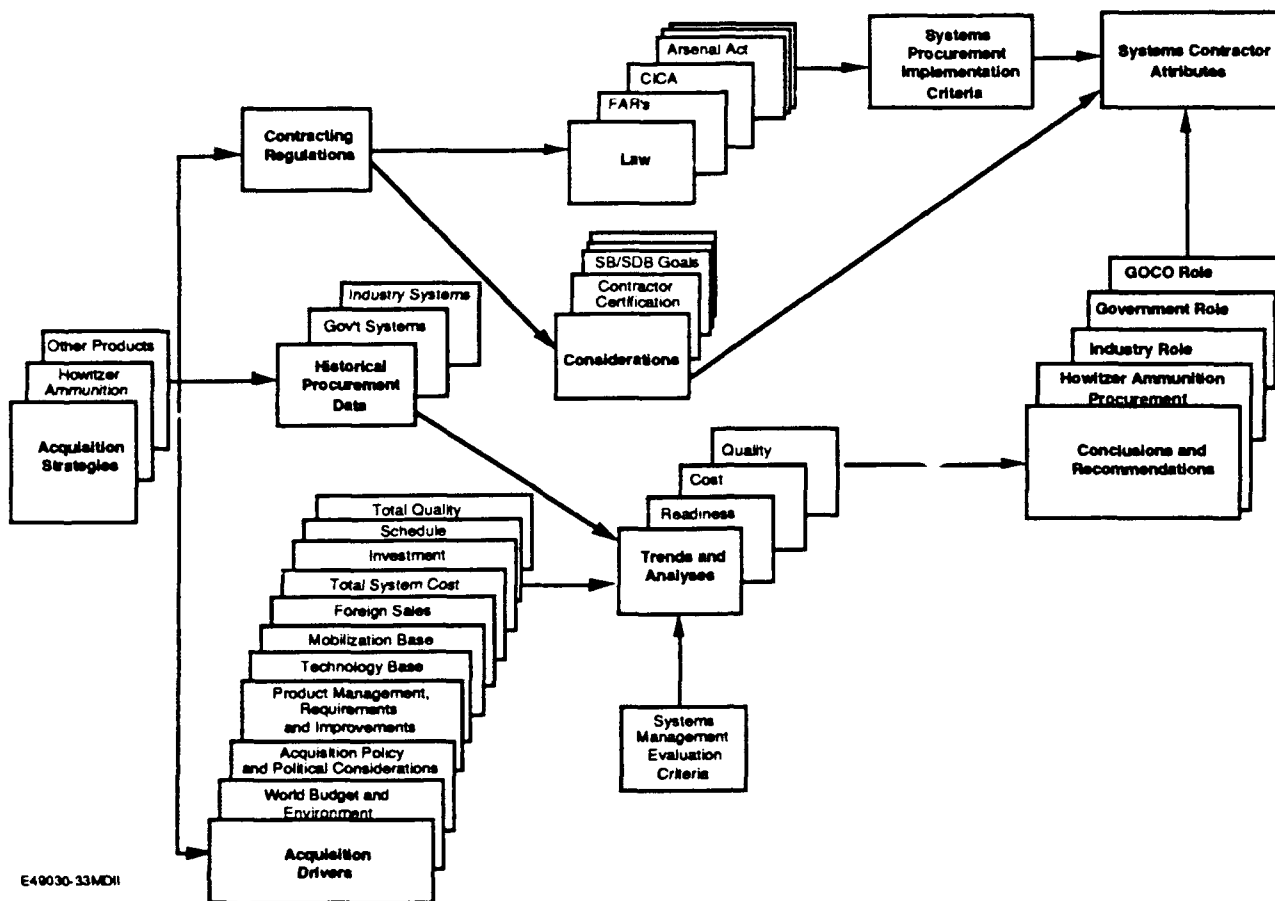 Arsenal Act
CICA
FAR's
Law
Systems
Procurement
Implementation
Criteria
Systems Contractor
Attributes
Contracting
Regulations
SB/SDB Goals
Contractor
Certification
Considerations
Industry Systems
Gov't Systems
Historical
Procurement
Data
Other Products
Howitzer
Ammunition
Acquisition
Strategies
GOCO Role
Government Role
Industry Role
Howitzer Ammunition
Procurement
Conclusions and
Recommendations
Quality
Cost
Readiness
Trends and
Analyses
Total Quality
Schedule
Investment
Total System Cost
Foreign Sales
Mobilization Base
Technology Base
Product Management,
Requirements
and Improvements
Acquisition Policy
and Political Considerations
World Budget and
Environment
Acquisition
Drivers
Systems
Management
Evaluation
Criteria
E49030-33MDII